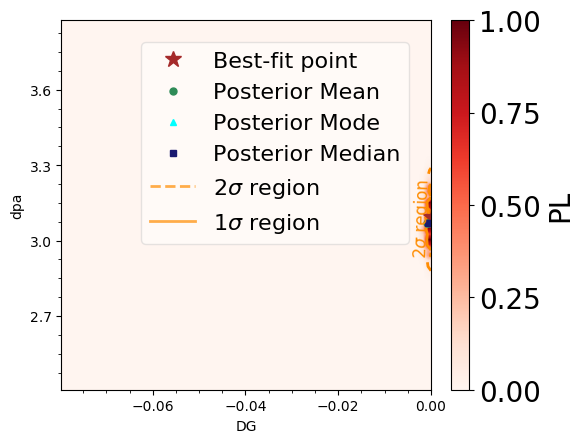 Best-fit point
Posterior Mean
Posterior Mode
Posterior Median
2σ region
1σ region
3.6
3.3
3.0
2.7
dpa
−0.06
−0.04
−0.02
0.00
DG
2σ region
1.00
0.75
0.50
0.25
0.00
PL